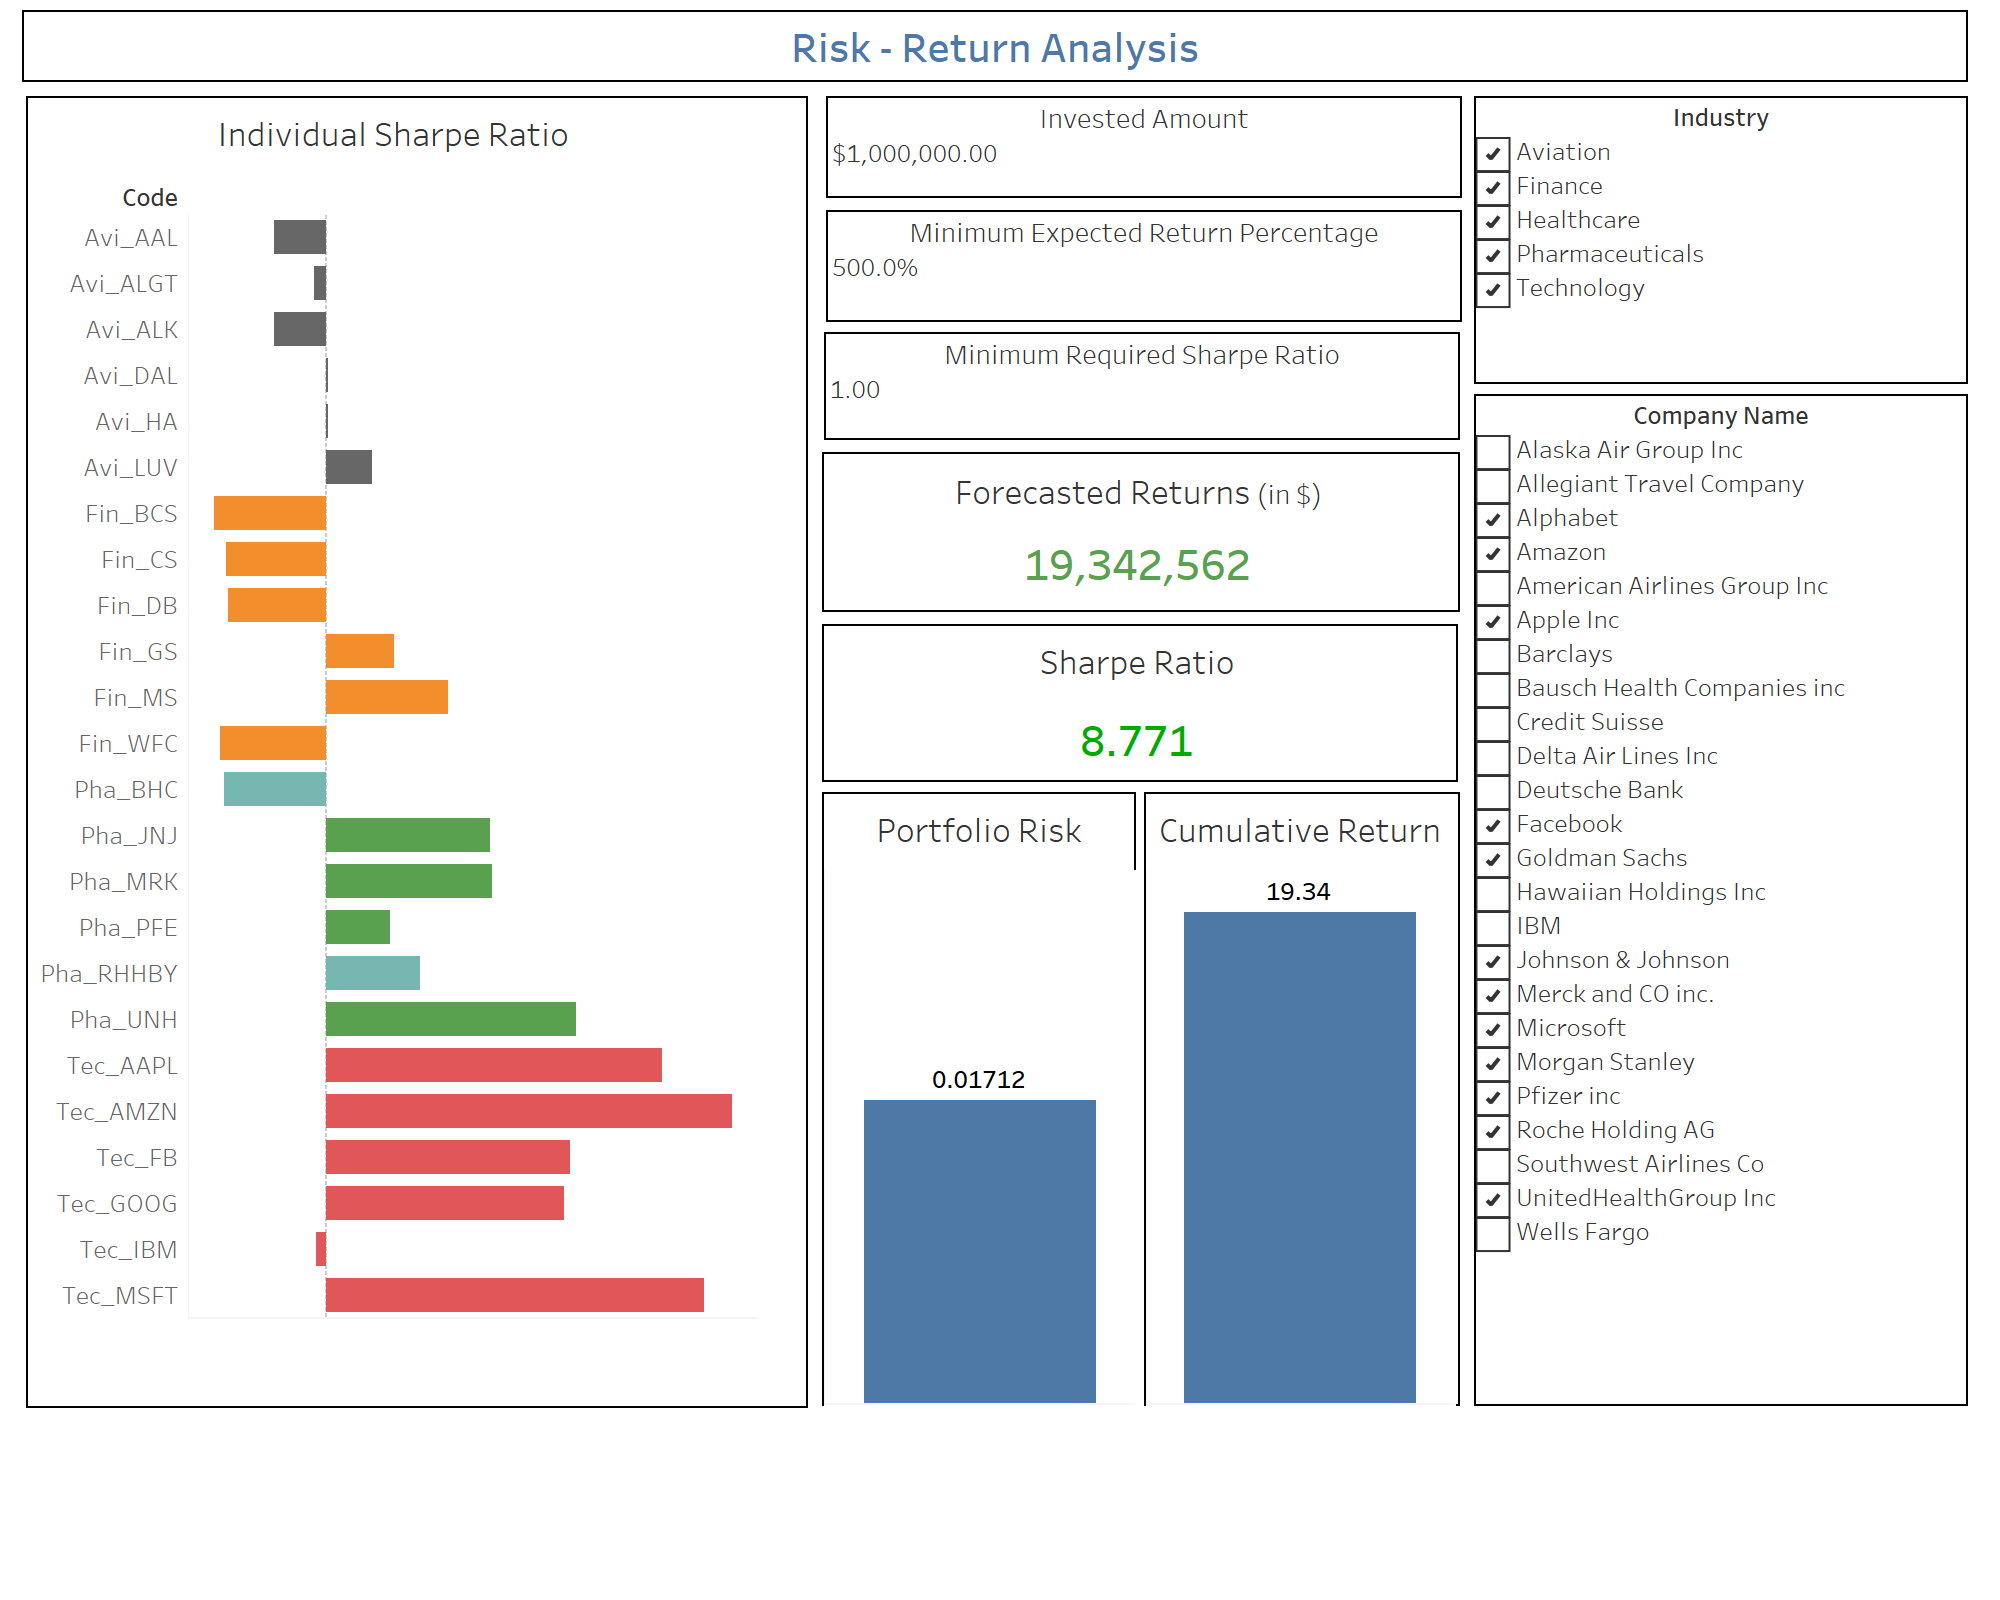 Risk - Return Analysis
Individual Sharpe Ratio
Code
Avi_AAL
Avi_ALGT
Avi_ALK
Avi_DAL
Avi_HA
Avi_LUV
Fin_BCS
Fin_CS
Fin_DB
Fin_GS
Fin_MS
Fin_WFC
Pha_BHC
Pha_JNJ
Pha_MRK
Pha_PFE
Pha_RHHBY
Pha_UNH
Tec_AAPL
Tec_AMZN
Tec_FB
Tec_GOOG
Tec_IBM
Tec_MSFT
Invested Amount
$1,000,000.00
Minimum Expected Return Percentage
500.0%
Minimum Required Sharpe Ratio
1.00
Forecasted Returns (in $)
19,342,562
Sharpe Ratio
8.771
Portfolio Risk
0.01712
Cumulative Return
19.34
Industry
Aviation
Finance
Healthcare
Pharmaceuticals
Technology
Company Name
Alaska Air Group Inc
Allegiant Travel Company
Alphabet
Amazon
American Airlines Group Inc
Apple Inc
Barclays
Bausch Health Companies inc
Credit Suisse
Delta Air Lines Inc
Deutsche Bank
Facebook
Goldman Sachs
Hawaiian Holdings Inc
IBM
Johnson & Johnson
Merck and CO inc.
Microsoft
Morgan Stanley
Pfizer inc
Roche Holding AG
Southwest Airlines Co
UnitedHealthGroup Inc
Wells Fargo